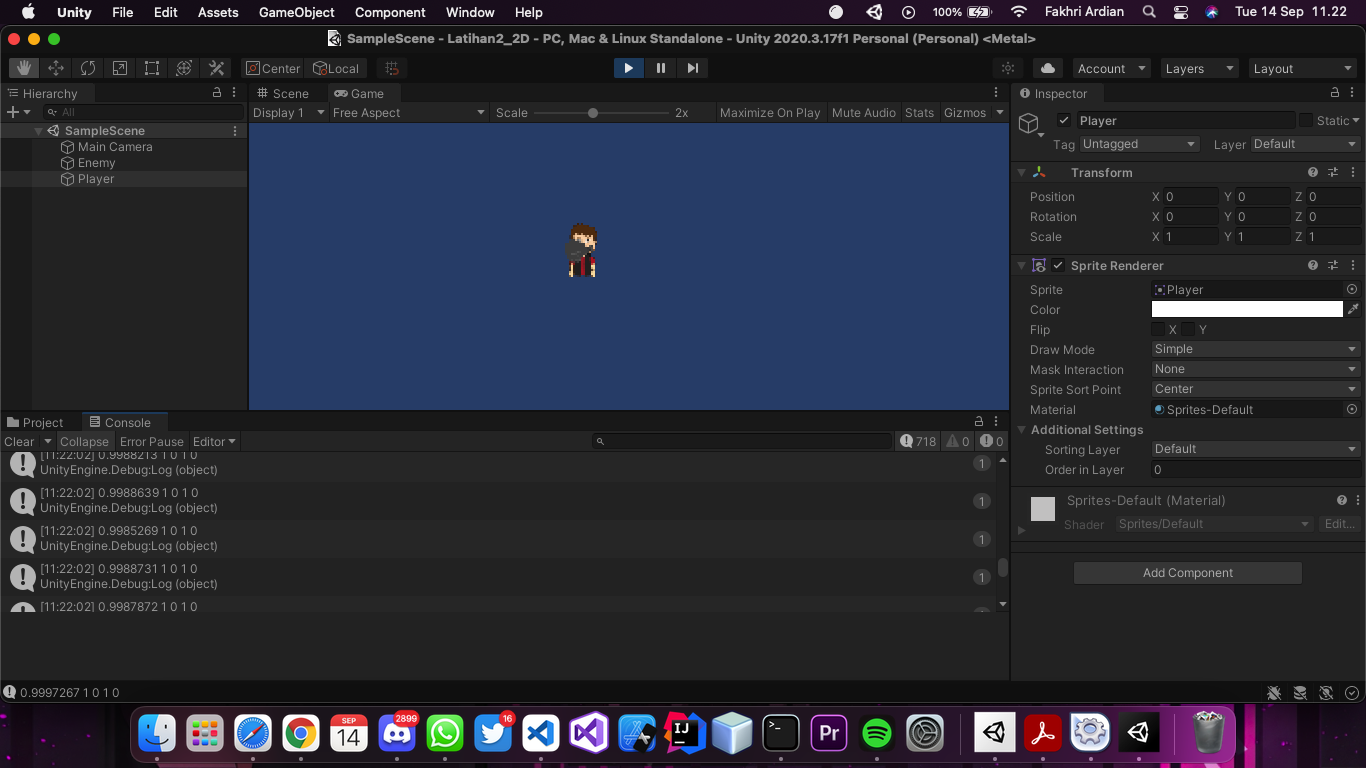 Unity File Edit Assets GameObject Component Window Help 100% Fakhri Ardian Tue 14 Sep 11.22
SampleScene - Latihan2_2D - PC, Mac & Linux Standalone - Unity 2020.3.17f1 Personal (Personal) <Metal>
Center Local Account Layers Layout
Hierarchy
All
SampleScene
Main Camera
Enemy
Player
Scene Game
Display 1 Free Aspect Scale 2x Maximize On Play Mute Audio Stats Gizmos
Inspector
Player Static
Tag Untagged Layer Default
Transform
Position X 0 Y 0 Z 0
Rotation X 0 Y 0 Z 0
Scale X 1 Y 1 Z 1
Sprite Renderer
Sprite Player
Color
Flip X Y
Draw Mode Simple
Mask Interaction None
Sprite Sort Point Center
Material Sprites-Default
Additional Settings
Sorting Layer Default
Order in Layer 0
Sprites-Default (Material)
Shader Sprites/Default Edit...
Add Component
Project Console
Clear Collapse Error Pause Editor 718 0 0
[11:22:02] 0.9988213 1 0 1 0
UnityEngine.Debug:Log (object) 1
[11:22:02] 0.9988639 1 0 1 0
UnityEngine.Debug:Log (object) 1
[11:22:02] 0.9985269 1 0 1 0
UnityEngine.Debug:Log (object) 1
[11:22:02] 0.9988731 1 0 1 0
UnityEngine.Debug:Log (object) 1
[11:22:02] 0.9987872 1 0 1 0
0.9997267 1 0 1 0
SEP
14
2899
16
IJ
>_
Pr